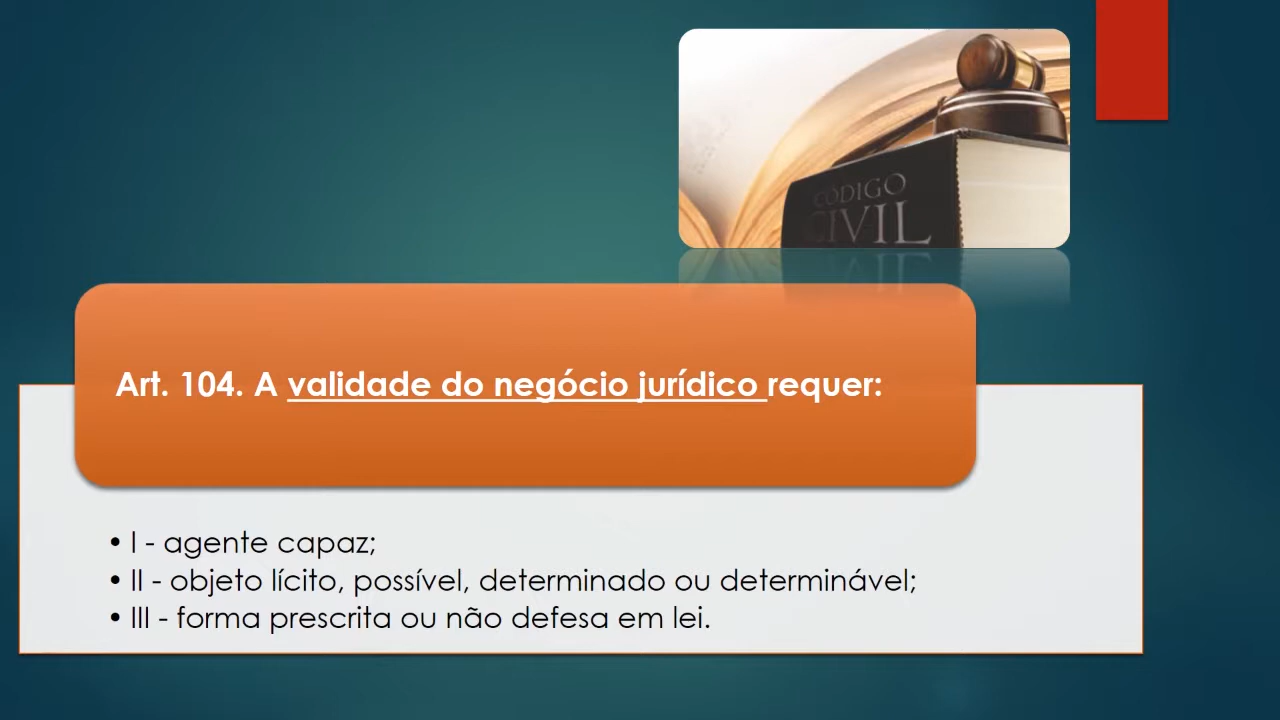 CÓDIGO
CIVIL
Art. 104. A validade do negócio jurídico requer:
• I - agente capaz;
• II - objeto lícito, possível, determinado ou determinável;
• III - forma prescrita ou não defesa em lei.